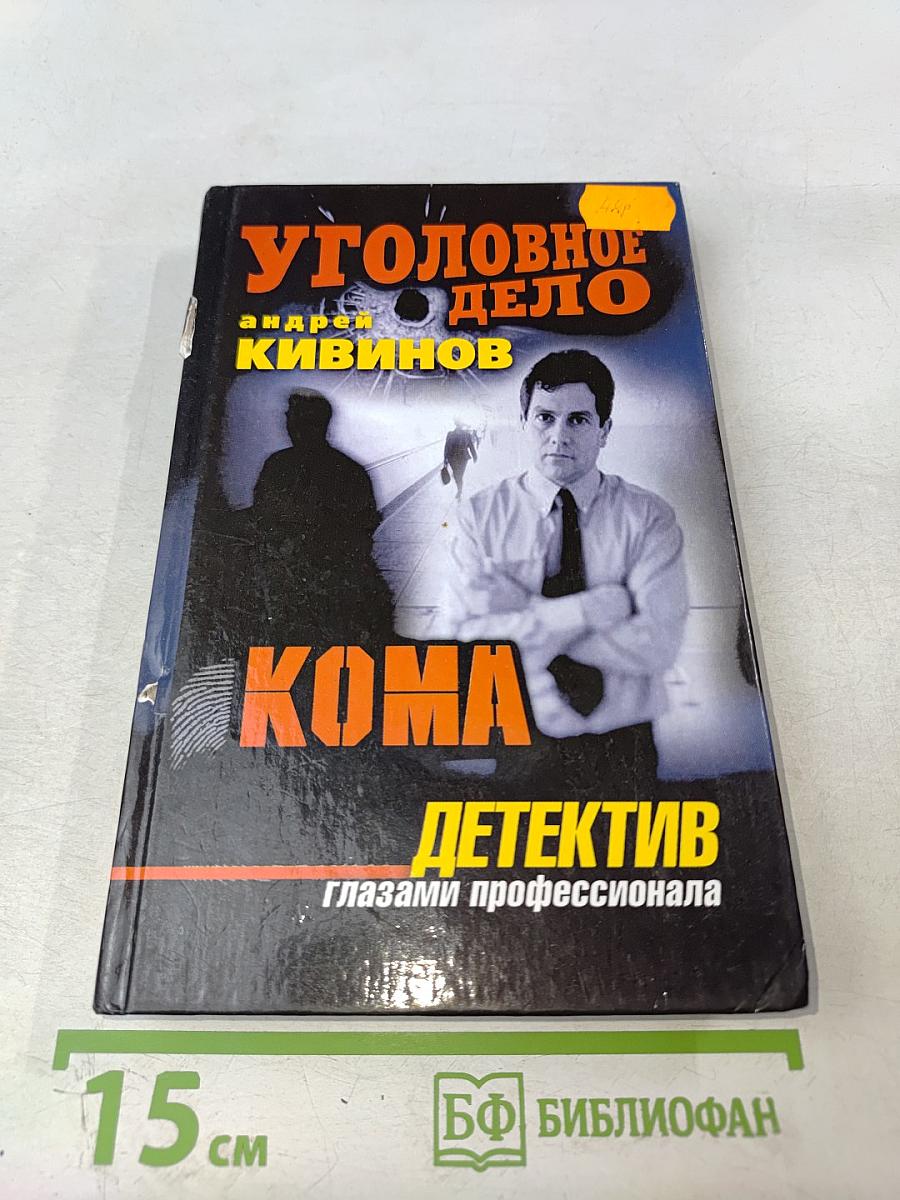 УГОЛОВНОЕ
ДЕЛО
андрей
КИВИНОВ
КОМА
ДЕТЕКТИВ
глазами профессионала
15 см
БФ БИБЛИОФАН